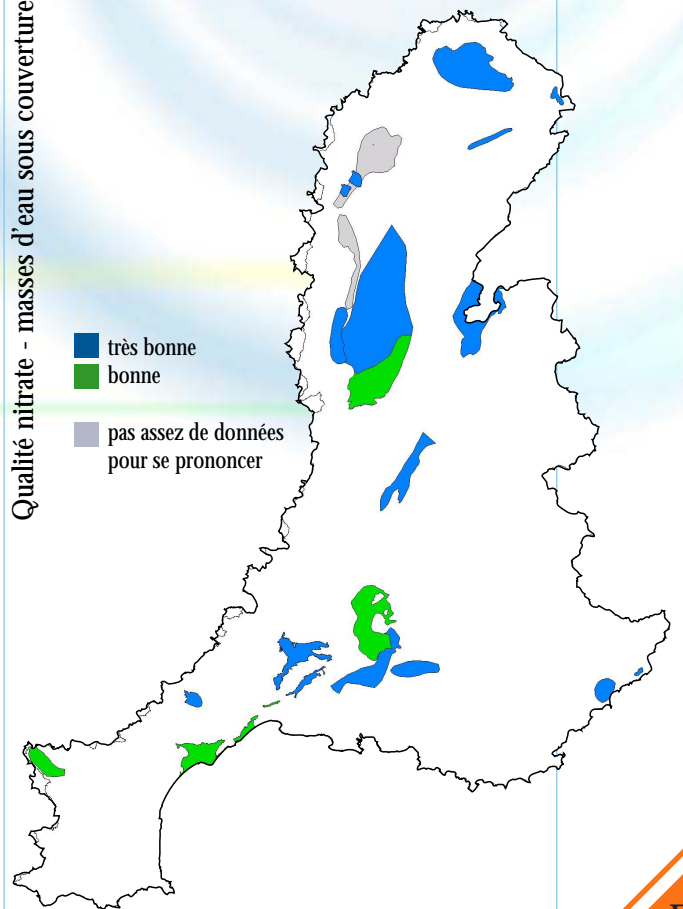 Qualité nitrate - masses d'eau sous couverture
très bonne
bonne
pas assez de données
pour se prononcer